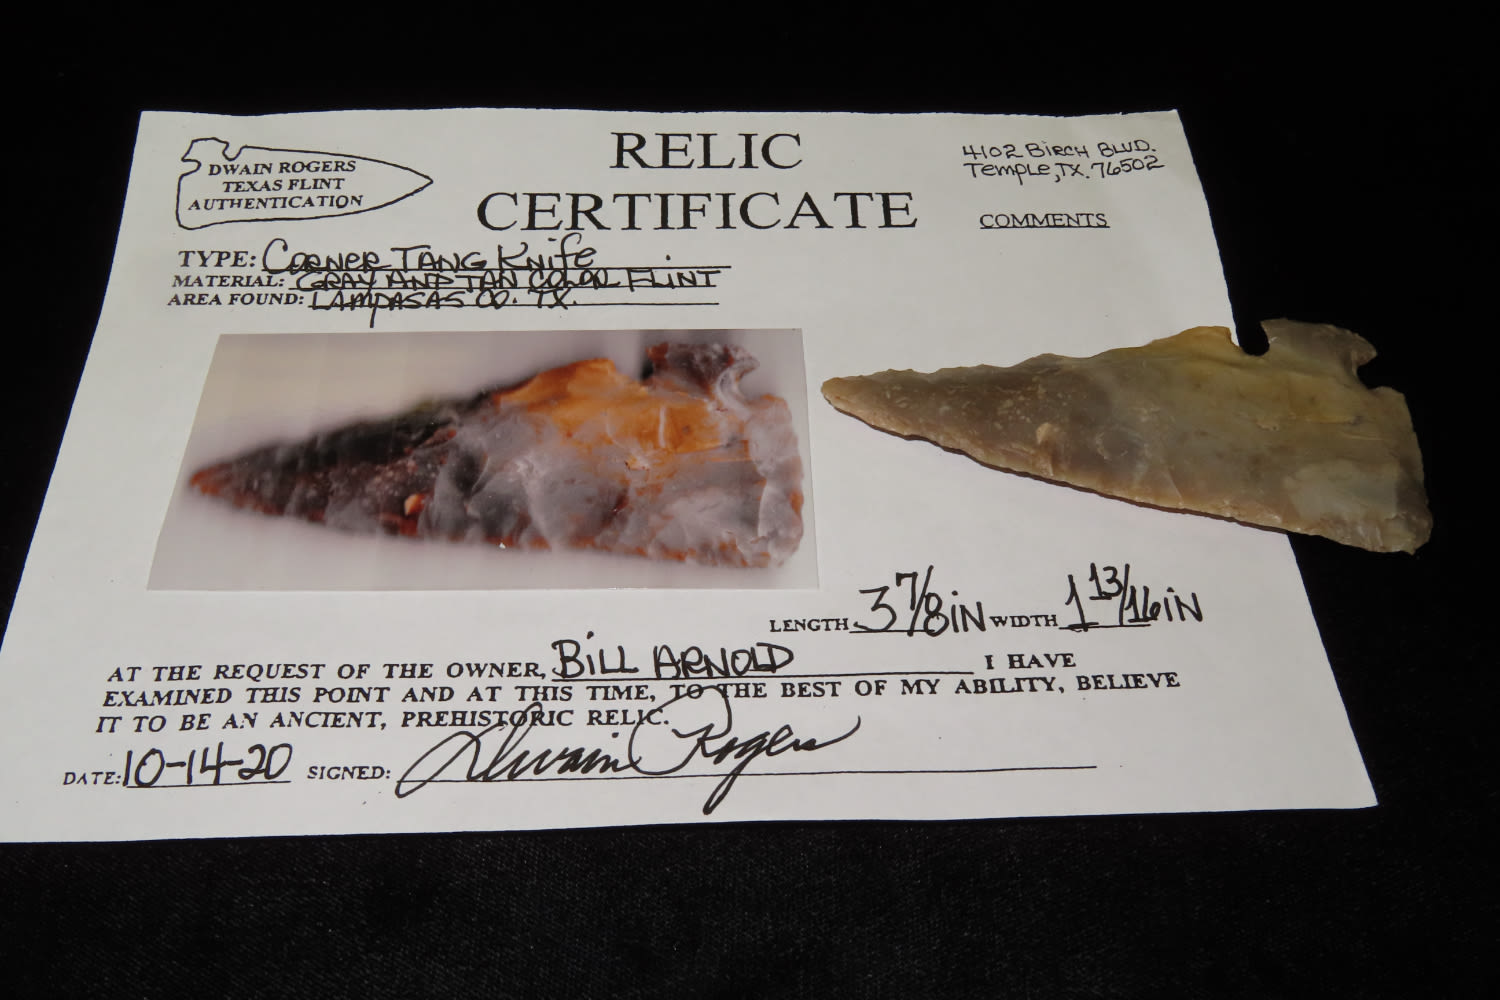 DWAIN ROGERS
TEXAS FLINT
AUTHENTICATION
RELIC
CERTIFICATE
4102 BIRCH BLVD.
TEMPLE, TX. 76502
COMMENTS
TYPE: CORNER TANG KNIFE
MATERIAL: GRAY AND TAN COLOR FLINT
AREA FOUND: LAMPASAS CO. TX.
LENGTH 3 7/8 IN WIDTH 1 13/16 IN
AT THE REQUEST OF THE OWNER, BILL ARNOLD I HAVE
EXAMINED THIS POINT AND AT THIS TIME, TO THE BEST OF MY ABILITY, BELIEVE
IT TO BE AN ANCIENT, PREHISTORIC RELIC.
DATE: 10-14-20 SIGNED: Dwain Rogers